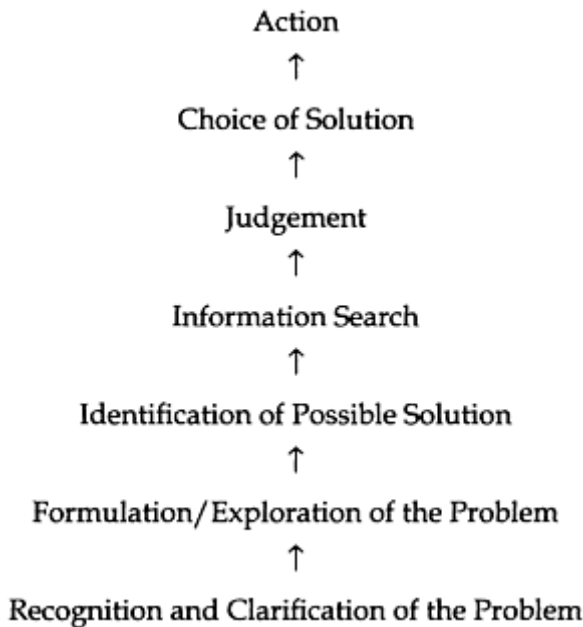 Action
↑
Choice of Solution
↑
Judgement
↑
Information Search
↑
Identification of Possible Solution
↑
Formulation/Exploration of the Problem
↑
Recognition and Clarification of the Problem